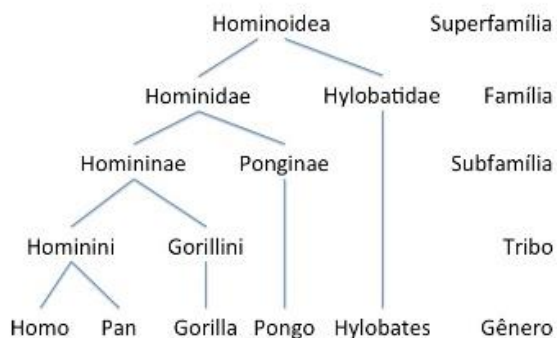 Hominoidea Superfamília
Hominidae Hylobatidae Família
Homininae Ponginae Subfamília
Hominini Gorillini Tribo
Homo Pan Gorilla Pongo Hylobates Gênero